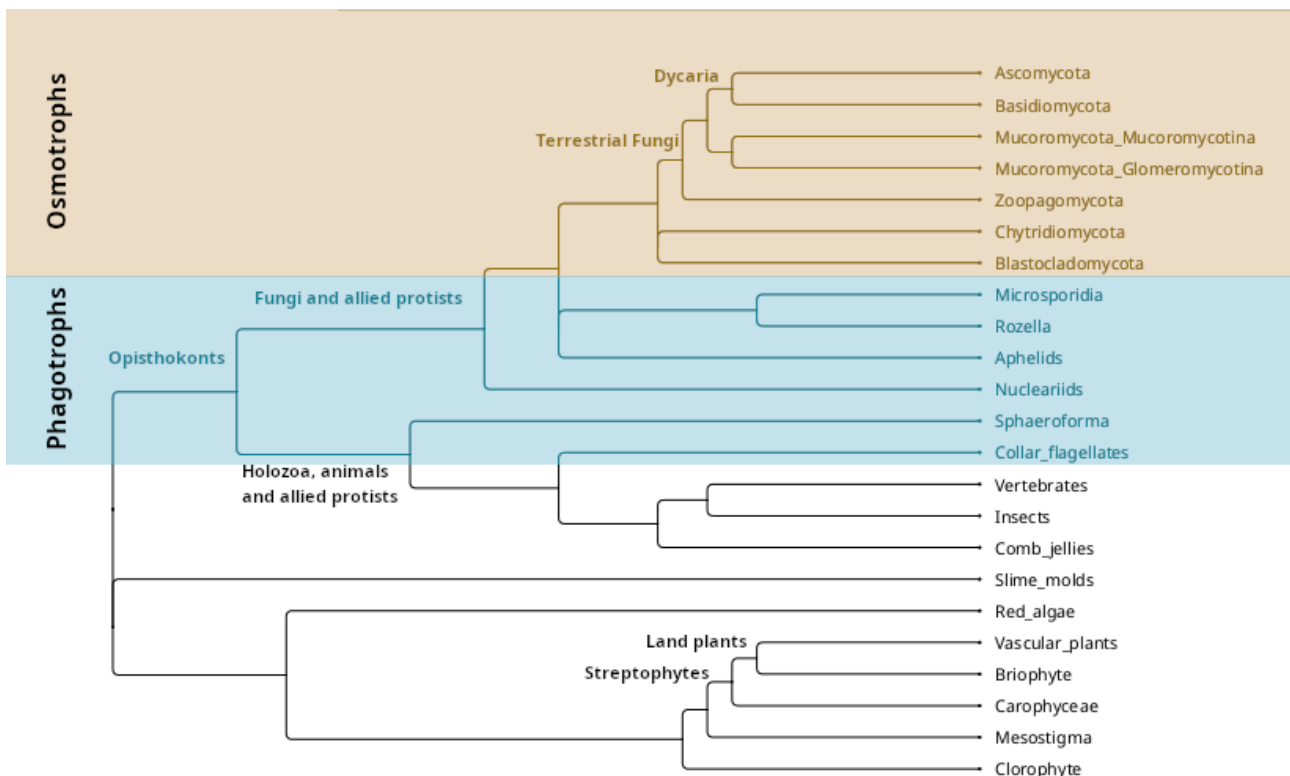 Osmotrophs
Phagotrophs
Dycaria
Terrestrial Fungi
Fungi and allied protists
Opisthokonts
Holozoa, animals
and allied protists
Land plants
Streptophytes
Ascomycota
Basidiomycota
Mucoromycota_Mucoromycotina
Mucoromycota_Glomeromycotina
Zoopagomycota
Chytridiomycota
Blastocladomycota
Microsporidia
Rozella
Aphelids
Nucleariids
Sphaeroforma
Collar_flagellates
Vertebrates
Insects
Comb_jellies
Slime_molds
Red_algae
Vascular_plants
Briophyte
Carophyceae
Mesostigma
Clorophyte